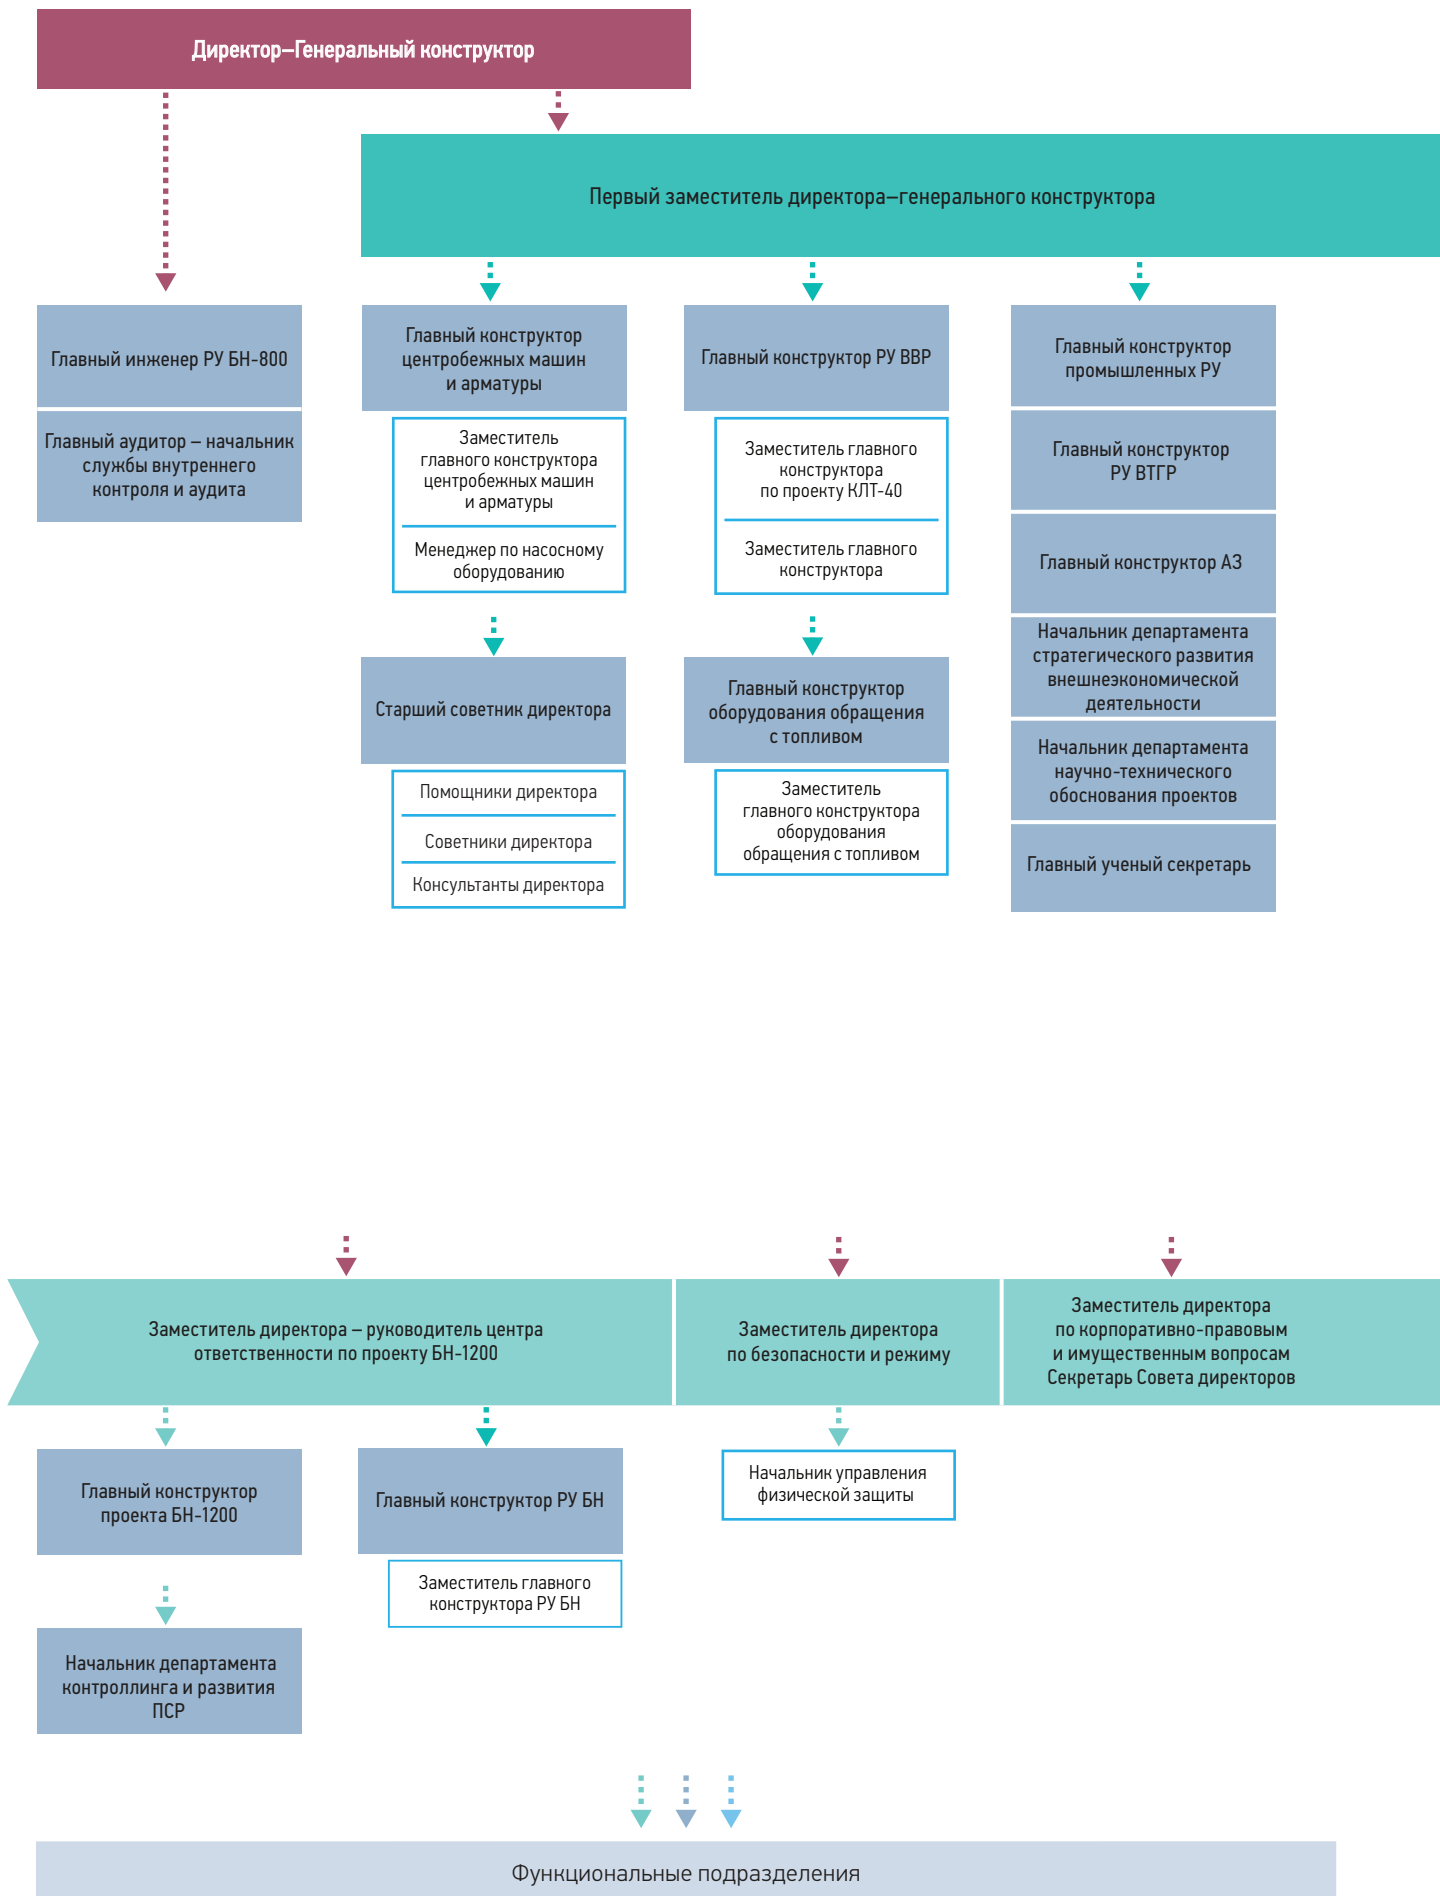 Директор–Генеральный конструктор
Первый заместитель директора–генерального конструктора
Главный инженер РУ БН-800
Главный аудитор – начальник
службы внутреннего
контроля и аудита
Главный конструктор
центробежных машин
и арматуры
Заместитель
главного конструктора
центробежных машин
и арматуры
Менеджер по насосному
оборудованию
Старший советник директора
Помощники директора
Советники директора
Консультанты директора
Главный конструктор РУ ВВР
Заместитель главного
конструктора
по проекту КЛТ-40
Заместитель главного
конструктора
Главный конструктор
оборудования обращения
с топливом
Заместитель
главного конструктора
оборудования
обращения с топливом
Главный конструктор
промышленных РУ
Главный конструктор
РУ ВТГР
Главный конструктор АЗ
Начальник департамента
стратегического развития
внешнеэкономической
деятельности
Начальник департамента
научно-технического
обоснования проектов
Главный ученый секретарь
Заместитель директора – руководитель центра
ответственности по проекту БН-1200
Заместитель директора
по безопасности и режиму
Заместитель директора
по корпоративно-правовым
и имущественным вопросам
Секретарь Совета директоров
Главный конструктор
проекта БН-1200
Начальник департамента
контроллинга и развития
ПСР
Главный конструктор РУ БН
Заместитель главного
конструктора РУ БН
Начальник управления
физической защиты
Функциональные подразделения